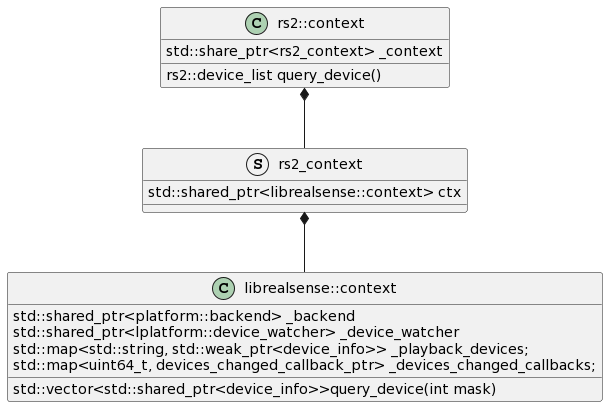 C rs2::context
std::share_ptr<rs2_context> _context
rs2::device_list query_device()
S rs2_context
std::shared_ptr<librealsense::context> ctx
C librealsense::context
std::shared_ptr<platform::backend> _backend
std::shared_ptr<lplatform::device_watcher> _device_watcher
std::map<std::string, std::weak_ptr<device_info>> _playback_devices;
std::map<uint64_t, devices_changed_callback_ptr> _devices_changed_callbacks;
std::vector<std::shared_ptr<device_info>>query_device(int mask)